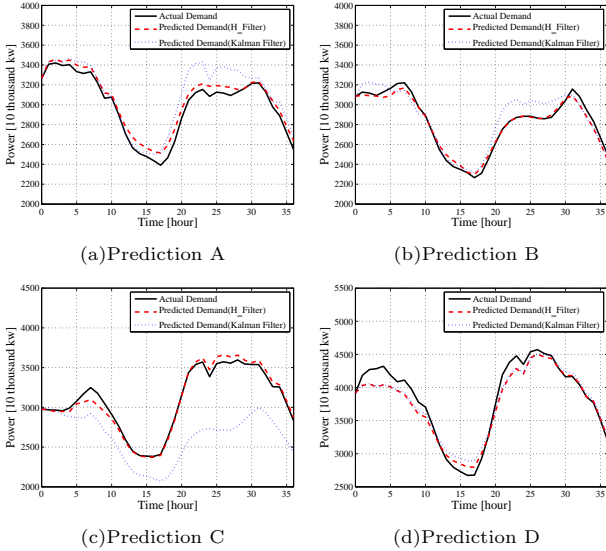 4000
3800
3600
3400
3200
3000
2800
2600
2400
2200
2000
Power [10 thousand kw]
Actual Demand
Predicted Demand(H_Filter)
Predicted Demand(Kalman Filter)
0 5 10 15 20 25 30 35
Time [hour]
(a)Prediction A
4000
3800
3600
3400
3200
3000
2800
2600
2400
2200
2000
Power [10 thousand kw]
Actual Demand
Predicted Demand(H_Filter)
Predicted Demand(Kalman Filter)
0 5 10 15 20 25 30 35
Time [hour]
(b)Prediction B
4500
4000
3500
3000
2500
2000
Power [10 thousand kw]
Actual Demand
Predicted Demand(H_Filter)
Predicted Demand(Kalman Filter)
0 5 10 15 20 25 30 35
Time [hour]
(c)Prediction C
5500
5000
4500
4000
3500
3000
2500
Power [10 thousand kw]
Actual Demand
Predicted Demand(H_Filter)
Predicted Demand(Kalman Filter)
0 5 10 15 20 25 30 35
Time [hour]
(d)Prediction D